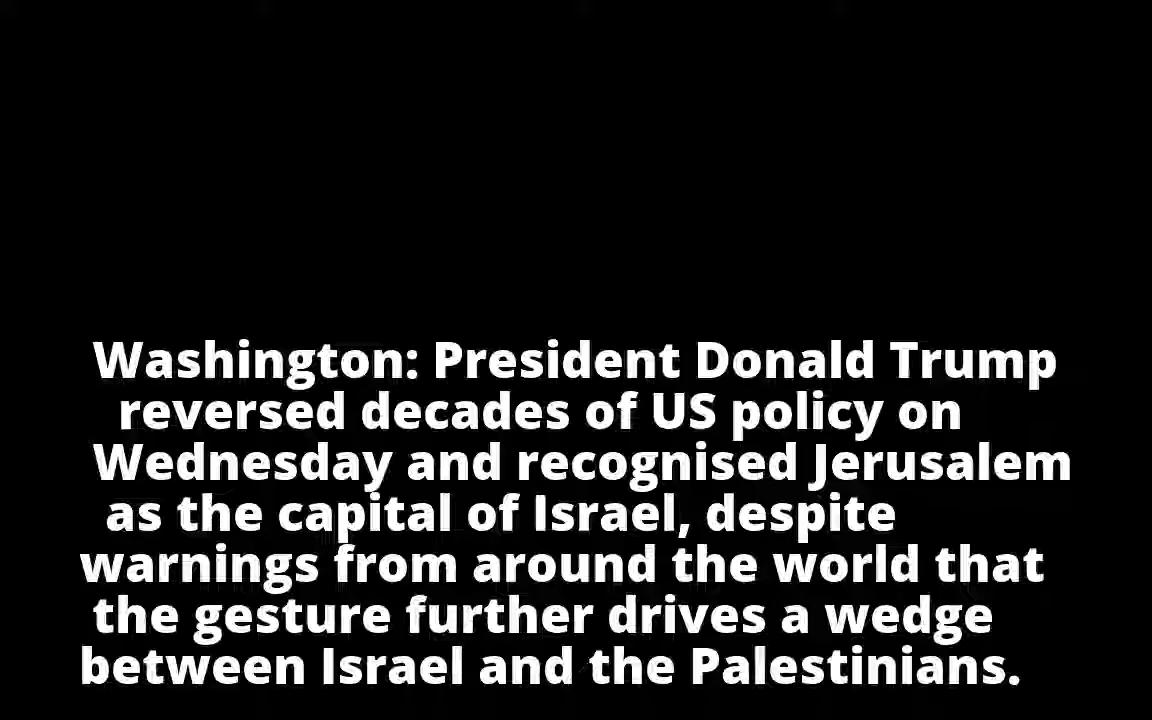 Washington: President Donald Trump
reversed decades of US policy on
Wednesday and recognised Jerusalem
as the capital of Israel, despite
warnings from around the world that
the gesture further drives a wedge
between Israel and the Palestinians.